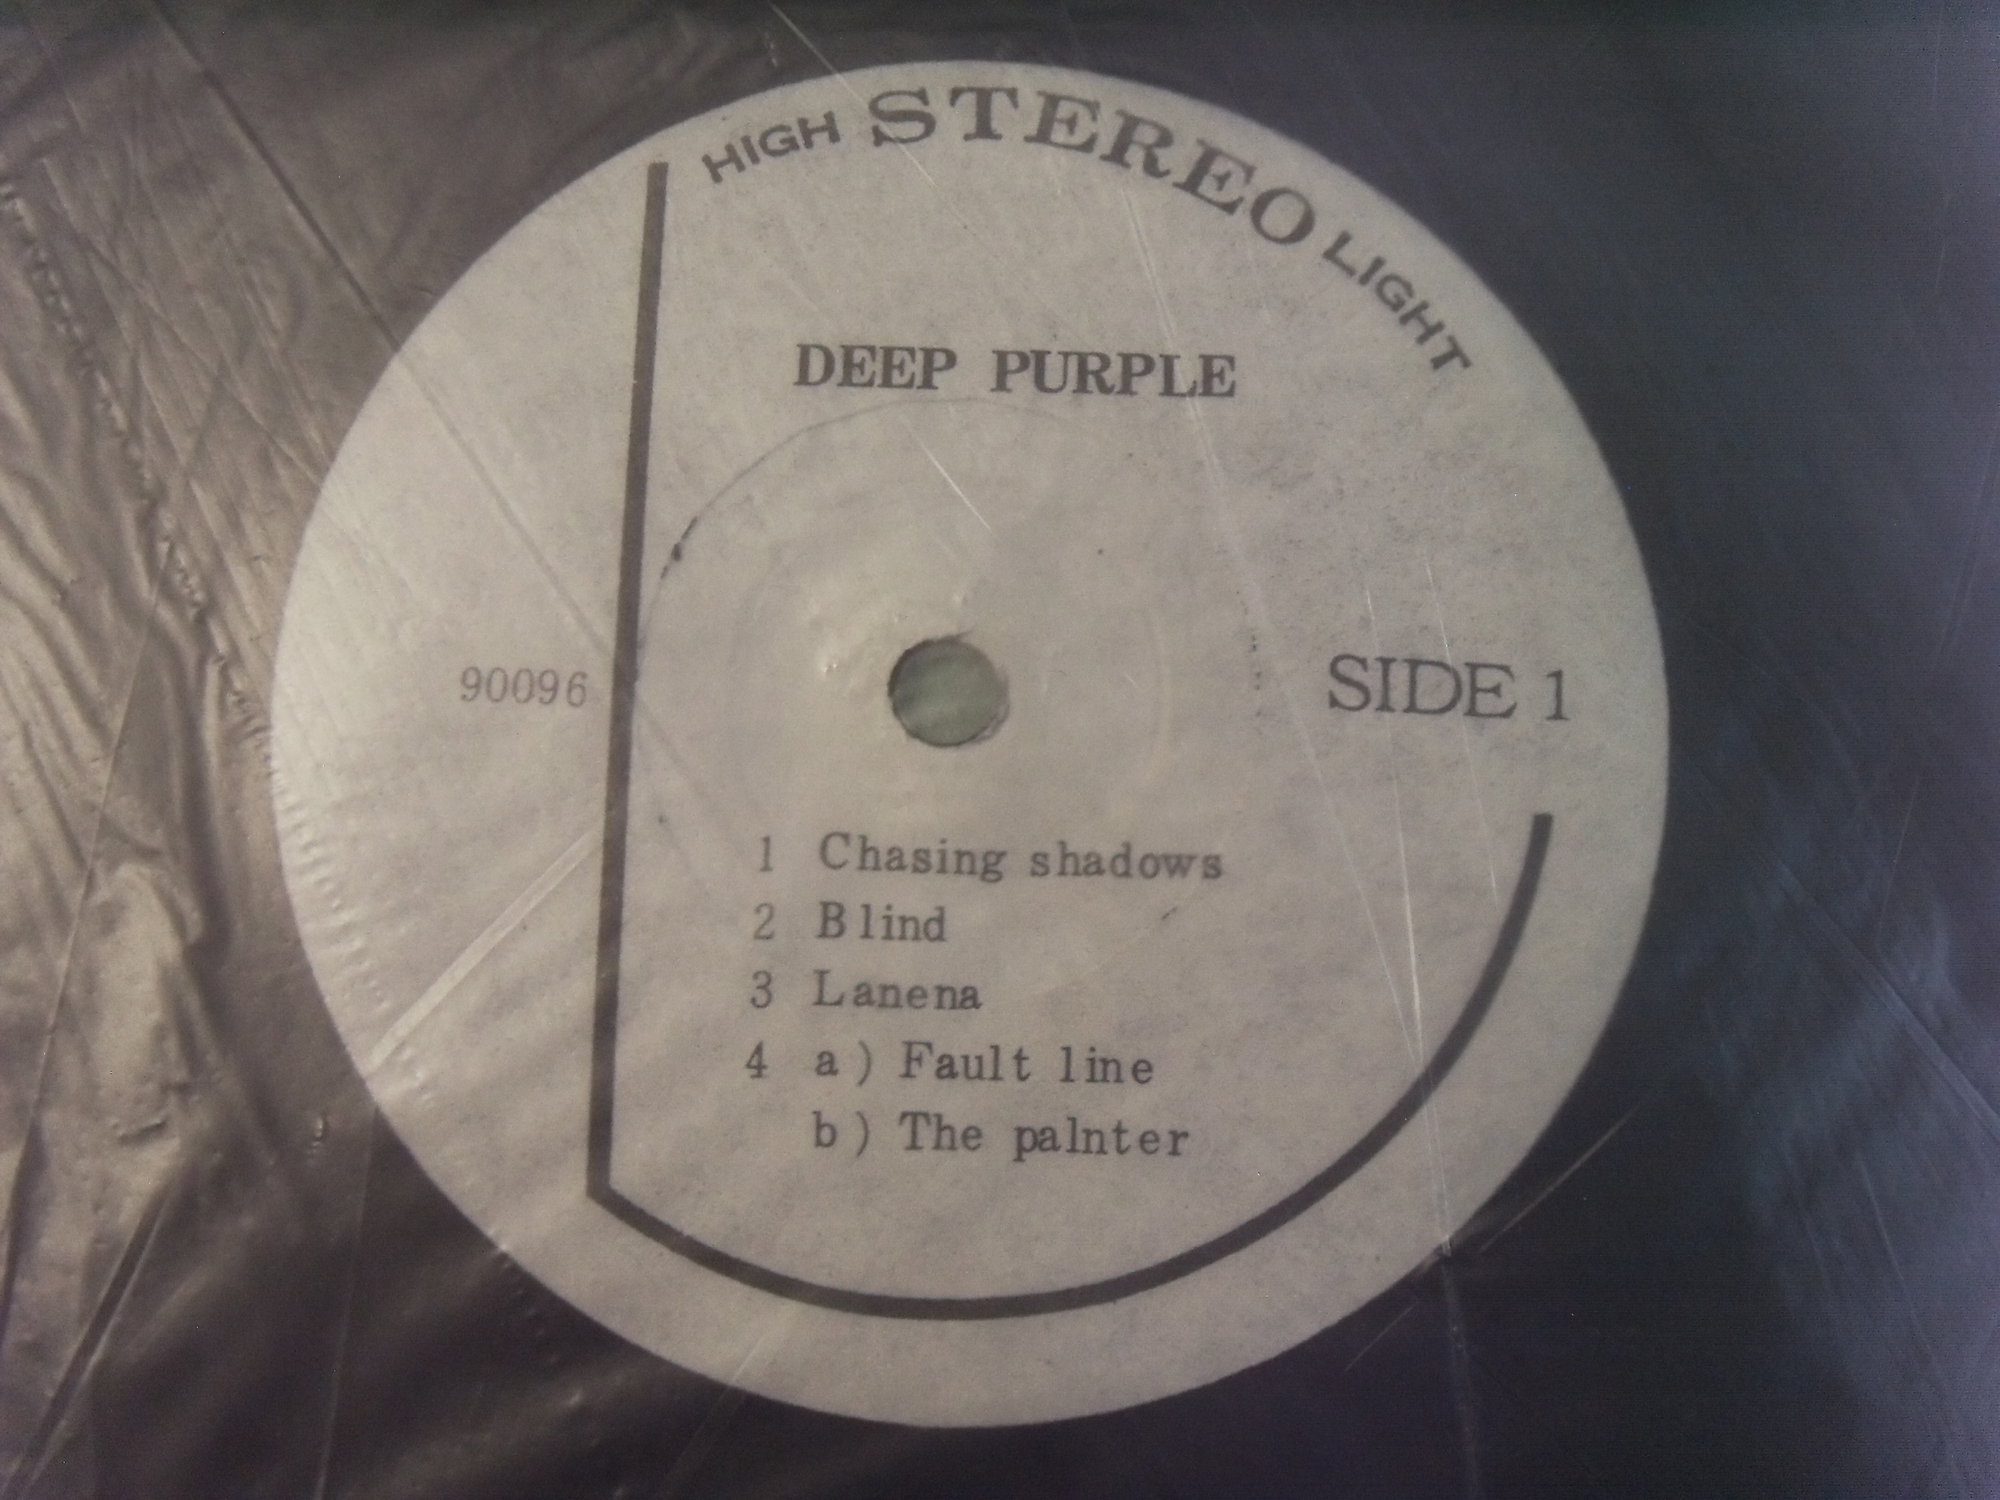 HIGH STEREO LIGHT
DEEP PURPLE
90096
SIDE 1
1 Chasing shadows
2 Blind
3 Lanena
4 a) Fault line
b) The palnter